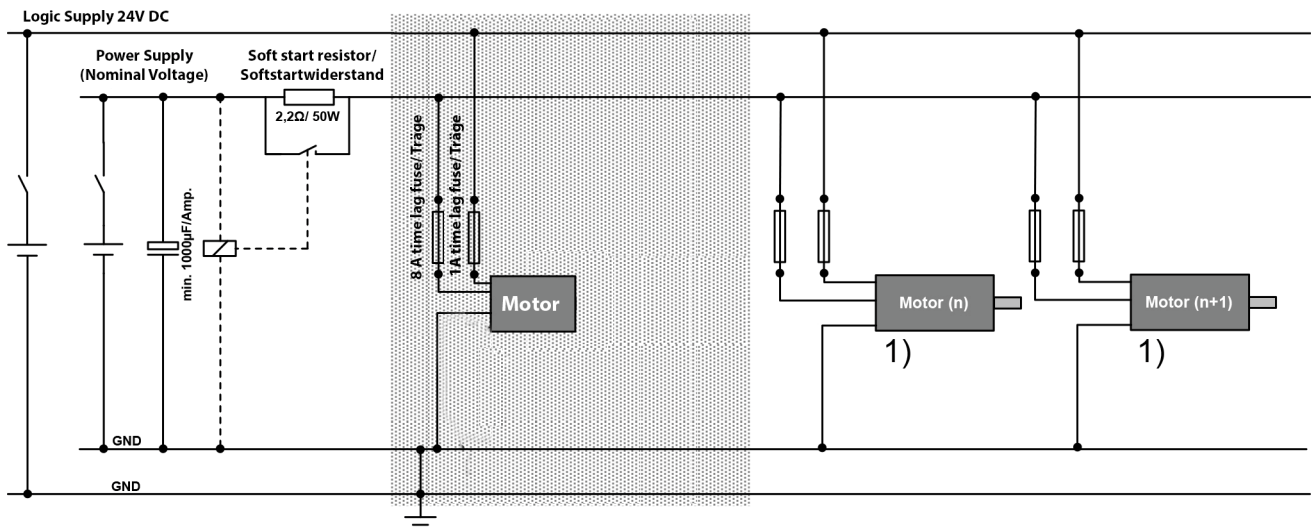 Logic Supply 24V DC
Power Supply
(Nominal Voltage)
Soft start resistor/
Softstartwiderstand
2,2Ω/ 50W
min. 1000µF/Amp.
8 A time lag fuse/ Träge
1A time lag fuse/ Träge
Motor
Motor (n)
1)
Motor (n+1)
1)
GND
GND